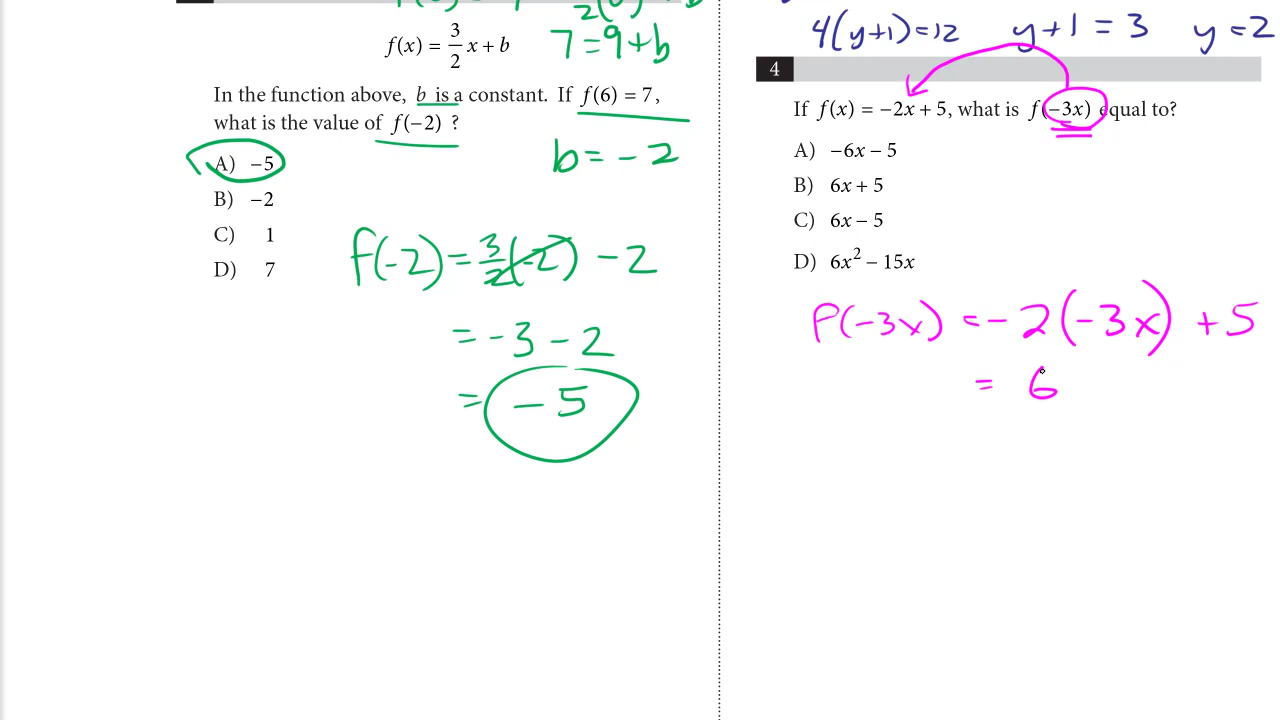 f(x) = 3/2 x + b
7 = 9 + b
In the function above, b is a constant. If f(6) = 7,
what is the value of f(−2) ?
b = −2
A) −5
B) −2
C) 1
D) 7
f(-2) = 3/2(-2) − 2
= -3 − 2
= −5
4(y+1)=12 y+1 = 3 y=2
4
If f(x) = −2x + 5, what is f(−3x) equal to?
A) −6x − 5
B) 6x + 5
C) 6x − 5
D) 6x² − 15x
f(-3x) = -2(-3x) + 5
= 6